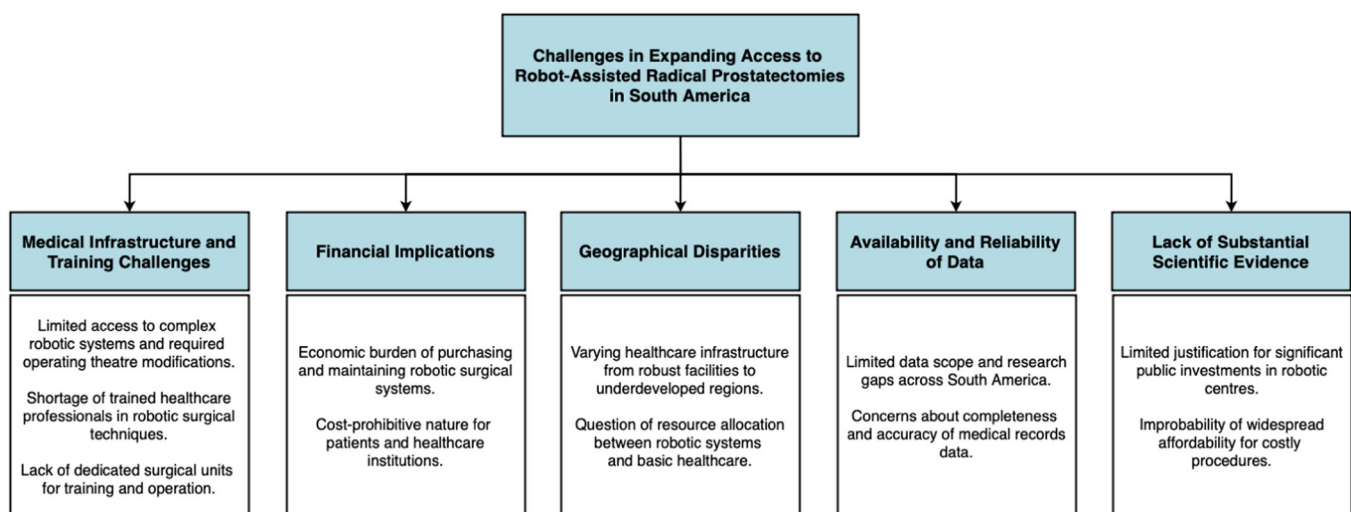 Challenges in Expanding Access to
Robot-Assisted Radical Prostatectomies
in South America
Medical Infrastructure and
Training Challenges
Limited access to complex
robotic systems and required
operating theatre modifications.
Shortage of trained healthcare
professionals in robotic surgical
techniques.
Lack of dedicated surgical units
for training and operation.
Financial Implications
Economic burden of purchasing
and maintaining robotic surgical
systems.
Cost-prohibitive nature for
patients and healthcare
institutions.
Geographical Disparities
Varying healthcare infrastructure
from robust facilities to
underdeveloped regions.
Question of resource allocation
between robotic systems
and basic healthcare.
Availability and Reliability
of Data
Limited data scope and research
gaps across South America.
Concerns about completeness
and accuracy of medical records
data.
Lack of Substantial
Scientific Evidence
Limited justification for significant
public investments in robotic
centres.
Improbability of widespread
affordability for costly
procedures.